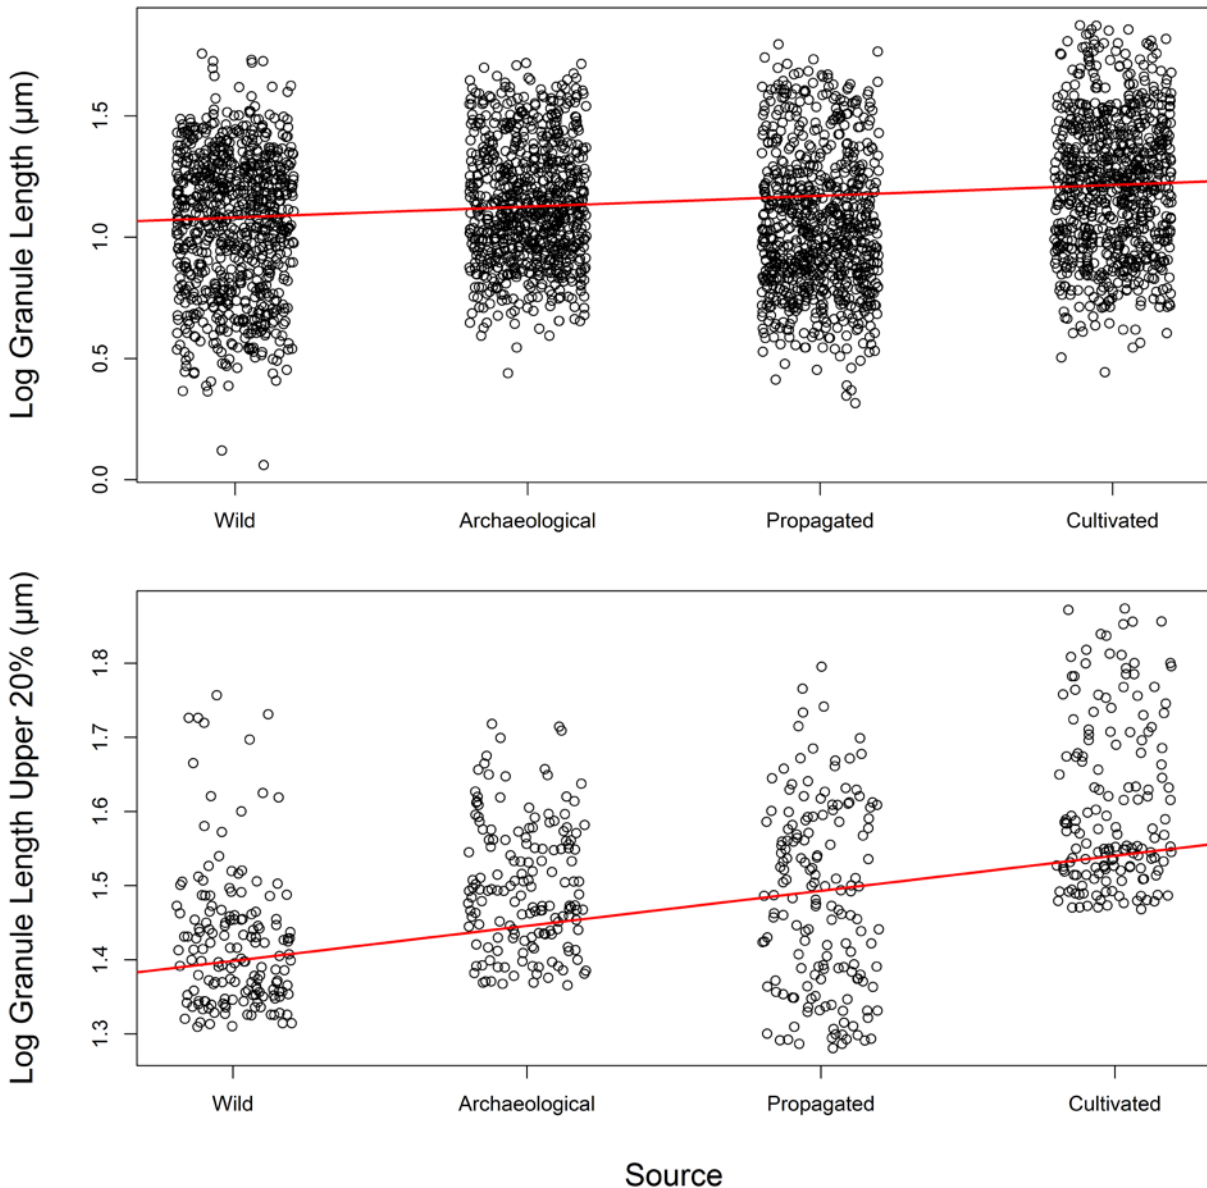 Log Granule Length (µm)
1.5
1.0
0.5
0.0
Wild Archaeological Propagated Cultivated
Log Granule Length Upper 20% (µm)
1.8
1.7
1.6
1.5
1.4
1.3
Wild Archaeological Propagated Cultivated
Source